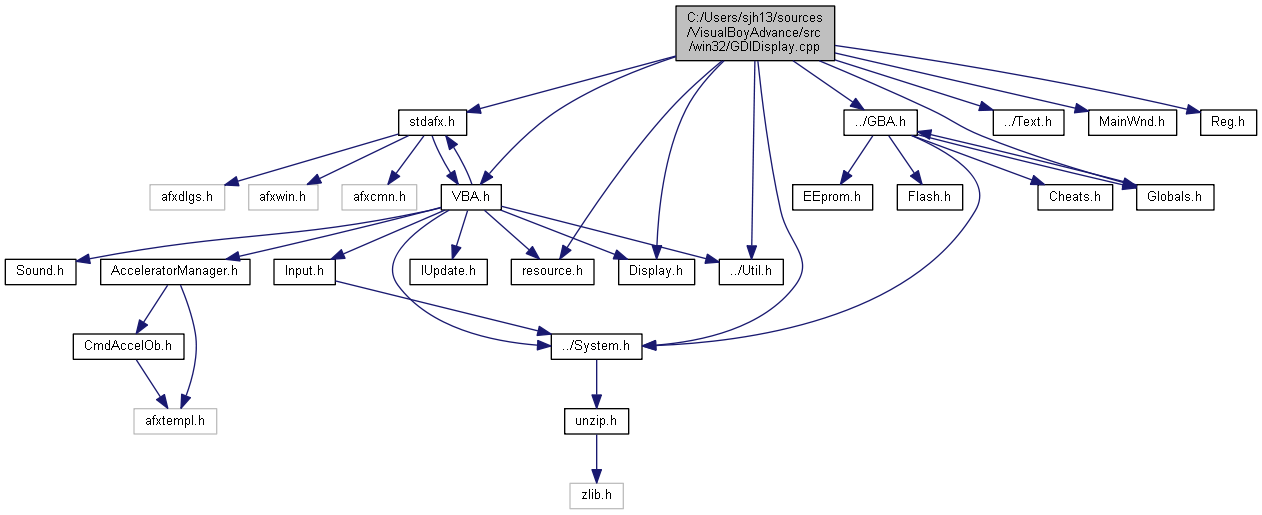 C:/Users/sjh13/sources
/VisualBoyAdvance/src
/win32/GDIDisplay.cpp
stdafx.h
../GBA.h
../Text.h
MainWnd.h
Reg.h
afxdlgs.h
afxwin.h
afxcmn.h
VBA.h
EEprom.h
Flash.h
Cheats.h
Globals.h
Sound.h
AcceleratorManager.h
Input.h
IUpdate.h
resource.h
Display.h
../Util.h
CmdAccelOb.h
../System.h
afxtempl.h
unzip.h
zlib.h